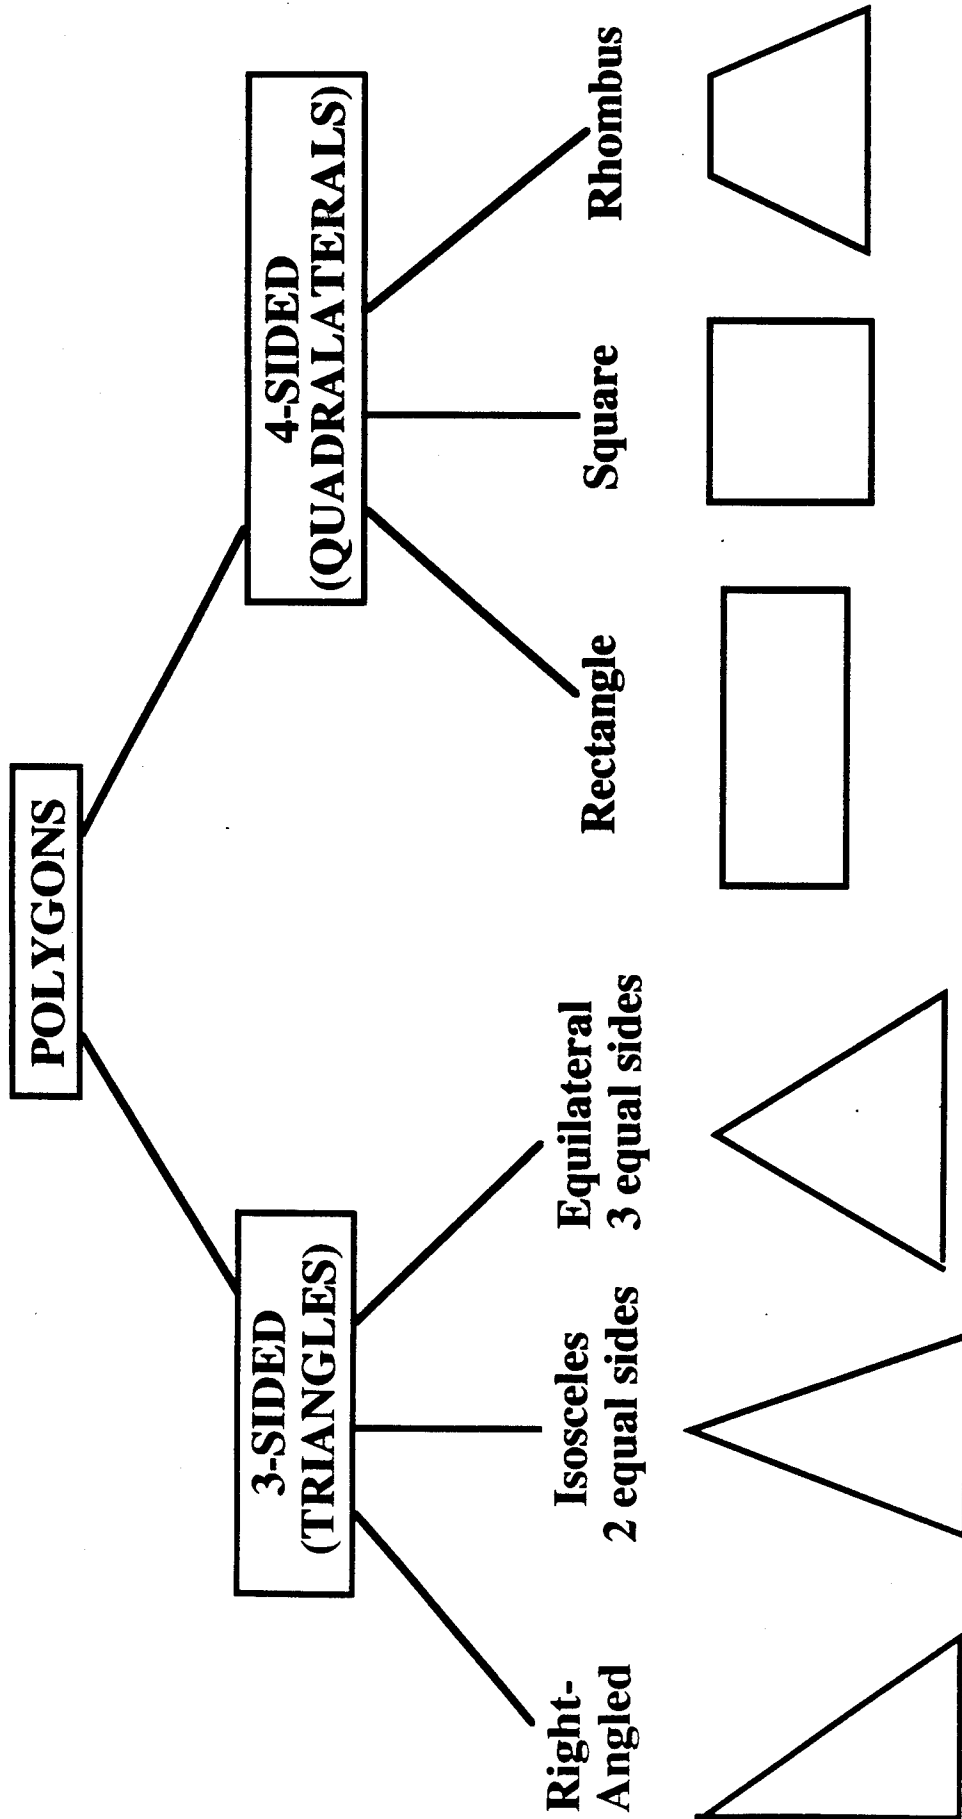 POLYGONS
3-SIDED
(TRIANGLES)
4-SIDED
(QUADRALATERALS)
Right-
Angled
Isosceles
2 equal sides
Equilateral
3 equal sides
Rectangle
Square
Rhombus